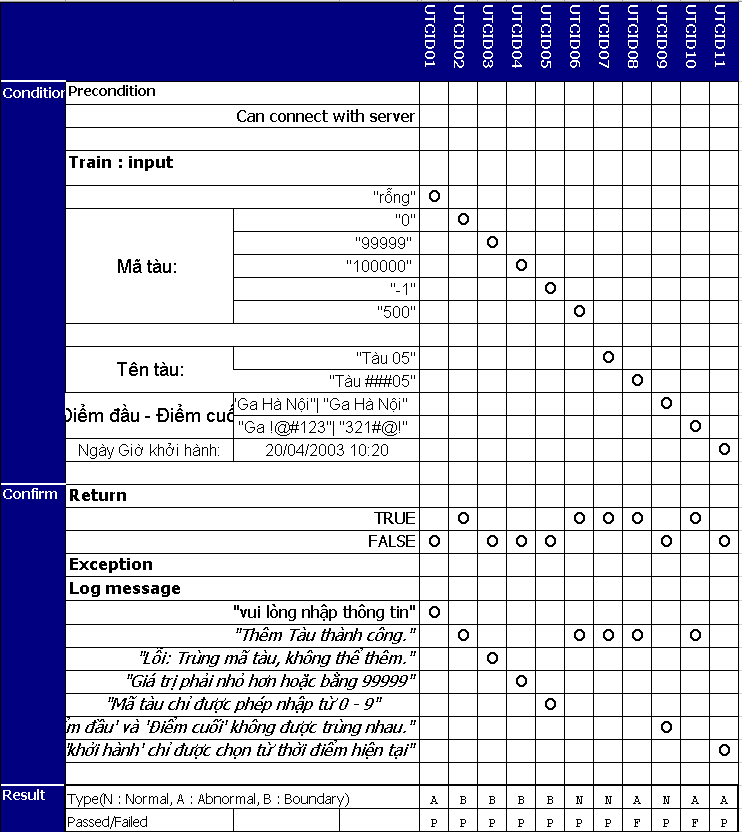 UTCID01 UTCID02 UTCID03 UTCID04 UTCID05 UTCID06 UTCID07 UTCID08 UTCID09 UTCID10 UTCID11
Condition Precondition
Can connect with server
Train : input
"rỗng" O
Mã tàu:
"0" O
"99999" O
"100000" O
"-1" O
"500" O
Tên tàu:
"Tàu 05" O
"Tàu ###05" O
Điểm đầu - Điểm cuối
"Ga Hà Nội"| "Ga Hà Nội" O
"Ga !@#123"| "321#@!" O
Ngày Giờ khởi hành: 20/04/2003 10:20 O
Confirm Return
TRUE O O O O O
FALSE O O O O O O
Exception
Log message
"vui lòng nhập thông tin" O
"Thêm Tàu thành công." O O O O O
"Lỗi: Trùng mã tàu, không thể thêm." O
"Giá trị phải nhỏ hơn hoặc bằng 99999" O
"Mã tàu chỉ được phép nhập từ 0 - 9" O
ểm đầu' và 'Điểm cuối' không được trùng nhau." O
'khởi hành' chỉ được chọn từ thời điểm hiện tại" O
Result Type(N : Normal, A : Abnormal, B : Boundary) A B B B B N N A N A A
Passed/Failed P P P P P P P F P F P